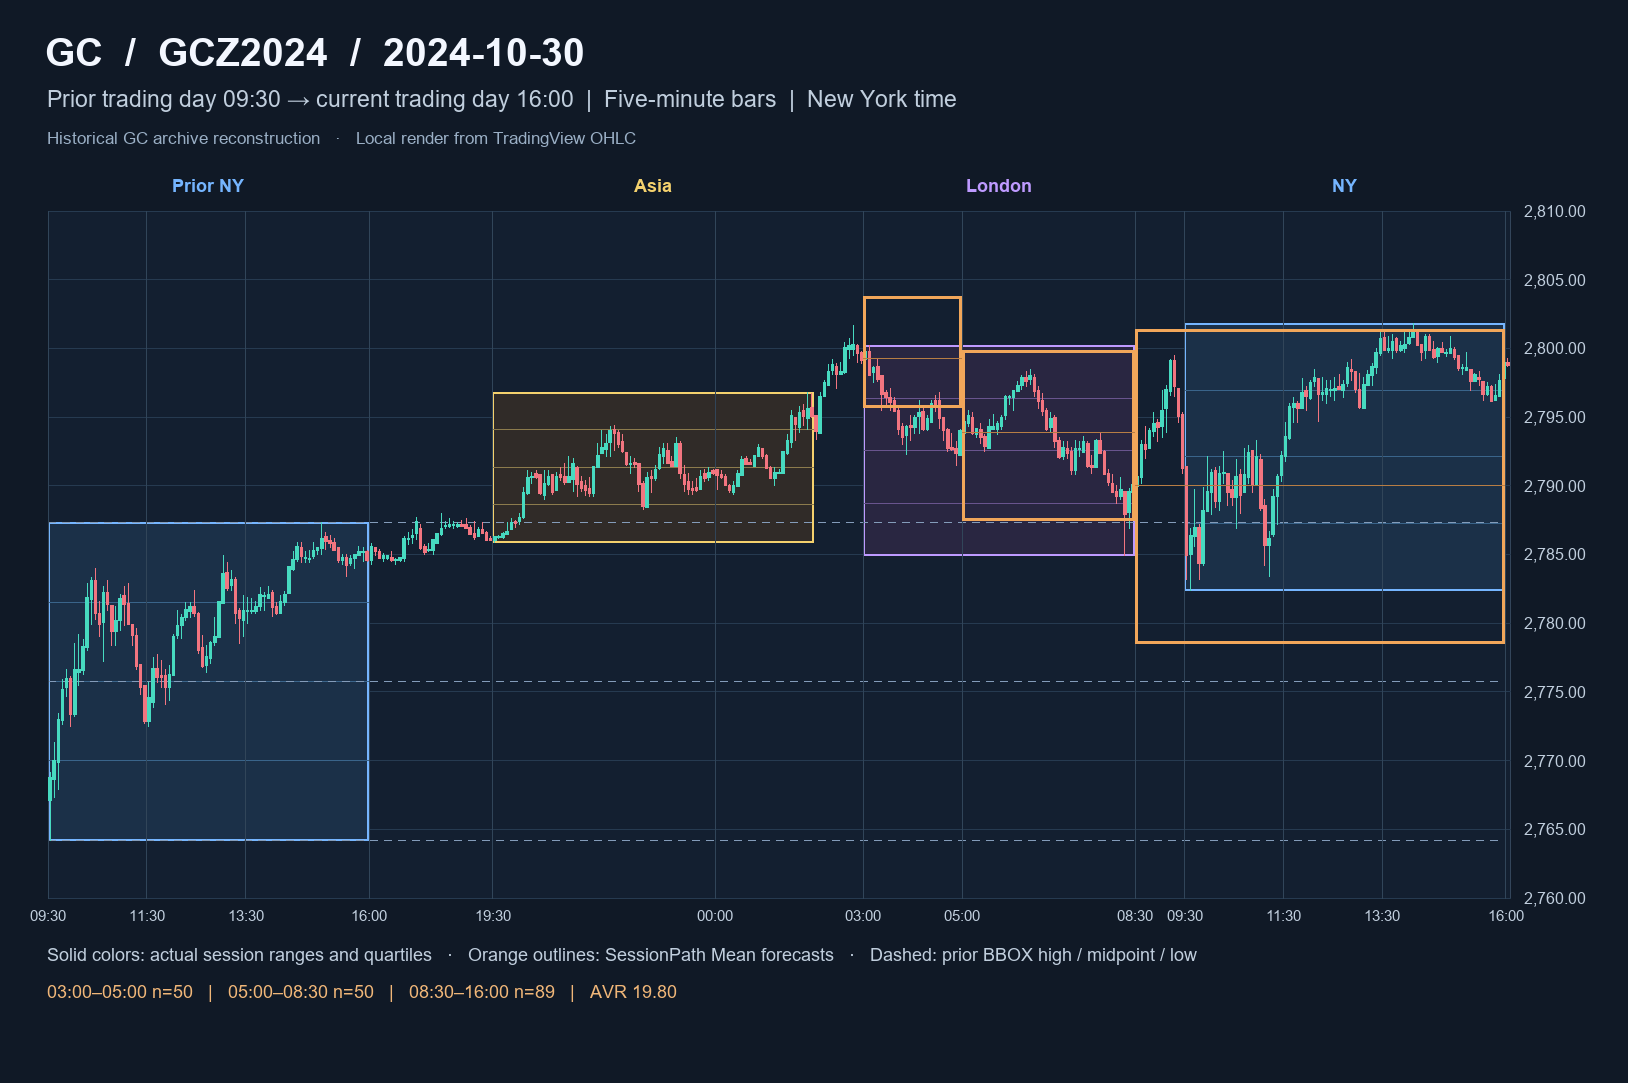 GC / GCZ2024 / 2024-10-30
Prior trading day 09:30 → current trading day 16:00 | Five-minute bars | New York time
Historical GC archive reconstruction · Local render from TradingView OHLC
Prior NY Asia London NY
2,810.00
2,805.00
2,800.00
2,795.00
2,790.00
2,785.00
2,780.00
2,775.00
2,770.00
2,765.00
2,760.00
09:30 11:30 13:30 16:00 19:30 00:00 03:00 05:00 08:30 09:30 11:30 13:30 16:00
Solid colors: actual session ranges and quartiles · Orange outlines: SessionPath Mean forecasts · Dashed: prior BBOX high / midpoint / low
03:00–05:00 n=50 | 05:00–08:30 n=50 | 08:30–16:00 n=89 | AVR 19.80